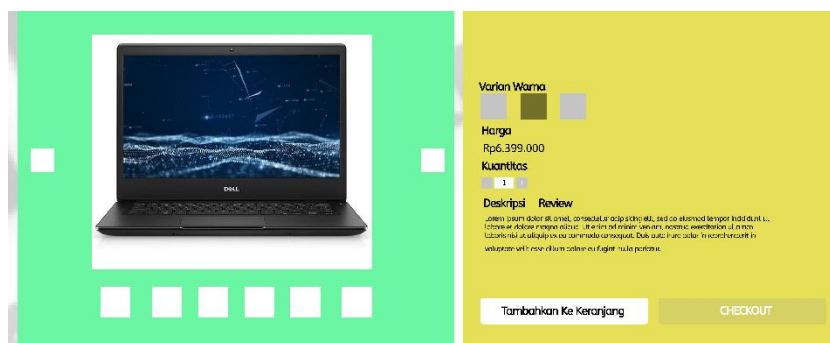 DELL
Varian Warna
Harga
Rp6.399.000
Kuantitas
1
Deskripsi Review
Lorem ipsum dolor sit amet, consectetur adipiscing elit, sed do eiusmod tempor incididunt ut
labore et dolore magna aliqua. Ut enim ad minim veniam, nostrud exercitation ullamco
laboris nisi ut aliquip ex ea commodo consequat. Duis aute irure dolor in reprehenderit in
voluptate velit esse cillum dolore eu fugiat nulla pariatur.
Tambahkan Ke Keranjang
CHECKOUT